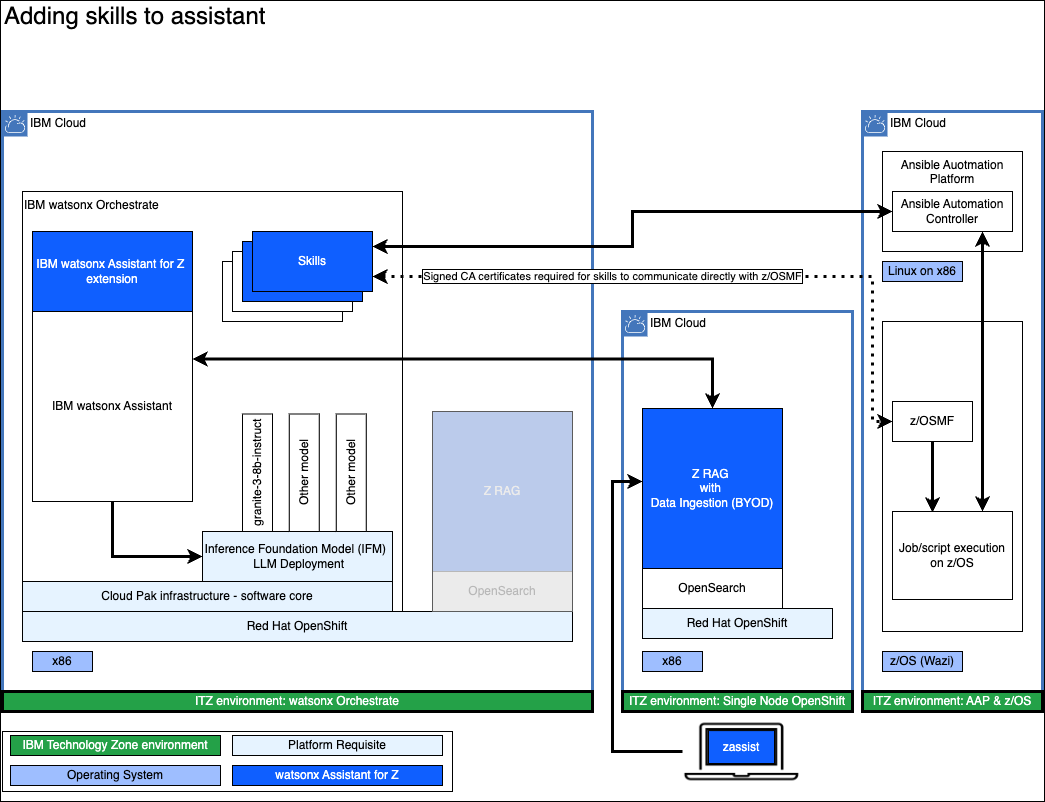 Adding skills to assistant
IBM Cloud
IBM watsonx Orchestrate
IBM watsonx Assistant for Z
extension
IBM watsonx Assistant
Skills
Signed CA certificates required for skills to communicate directly with z/OSMF
granite-3-8b-instruct
Other model
Other model
Inference Foundation Model (IFM)
LLM Deployment
Cloud Pak infrastructure - software core
Red Hat OpenShift
Z RAG
OpenSearch
x86
ITZ environment: watsonx Orchestrate
IBM Cloud
Z RAG
with
Data Ingestion (BYOD)
OpenSearch
Red Hat OpenShift
x86
ITZ environment: Single Node OpenShift
IBM Cloud
Ansible Auotmation
Platform
Ansible Automation
Controller
Linux on x86
z/OSMF
Job/script execution
on z/OS
z/OS (Wazi)
ITZ environment: AAP & z/OS
zassist
IBM Technology Zone environment
Platform Requisite
Operating System
watsonx Assistant for Z